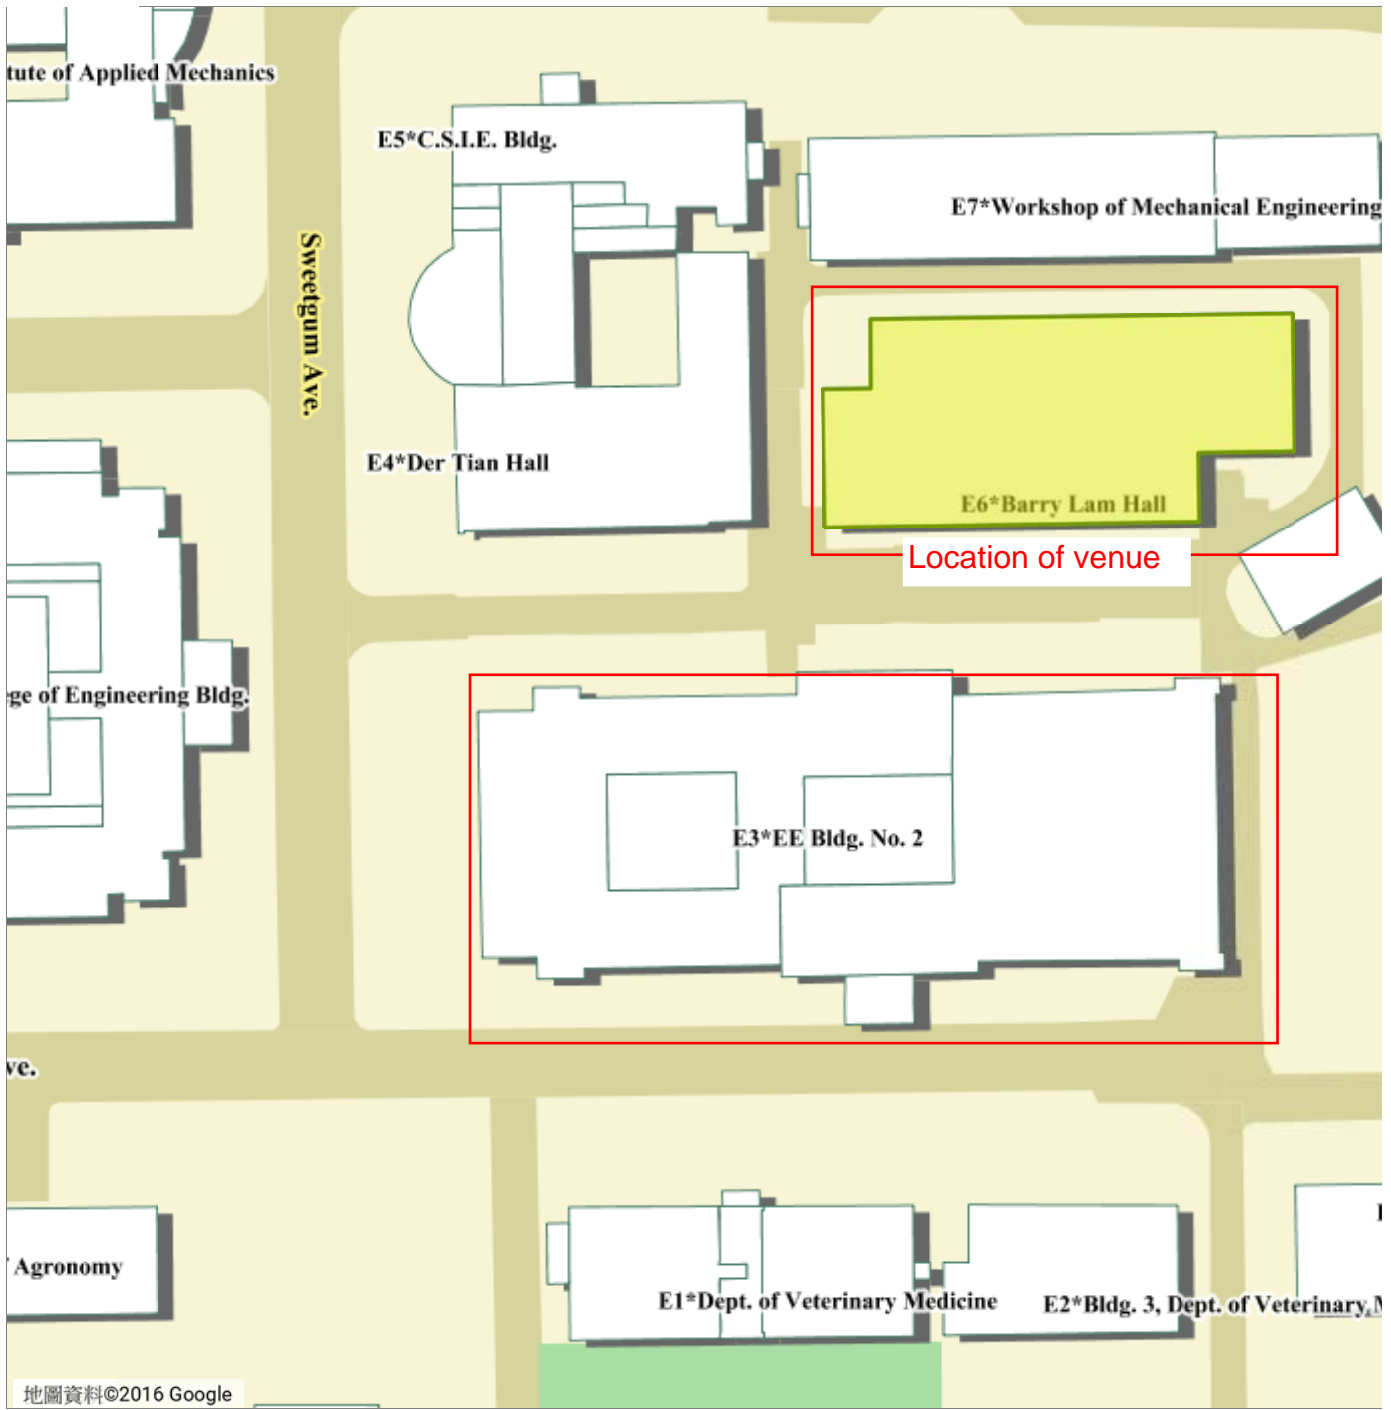 tute of Applied Mechanics
E5*C.S.I.E. Bldg.
E7*Workshop of Mechanical Engineering
Sweetgum Ave.
E4*Der Tian Hall
E6*Barry Lam Hall
Location of venue
ge of Engineering Bldg.
E3*EE Bldg. No. 2
ve.
Agronomy
E1*Dept. of Veterinary Medicine
E2*Bldg. 3, Dept. of Veterinary M
地圖資料©2016 Google